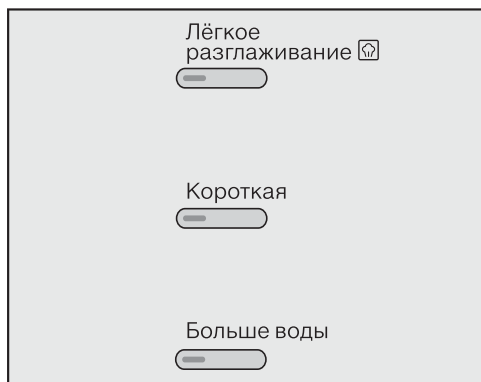 Лёгкое
разглаживание
Короткая
Больше воды